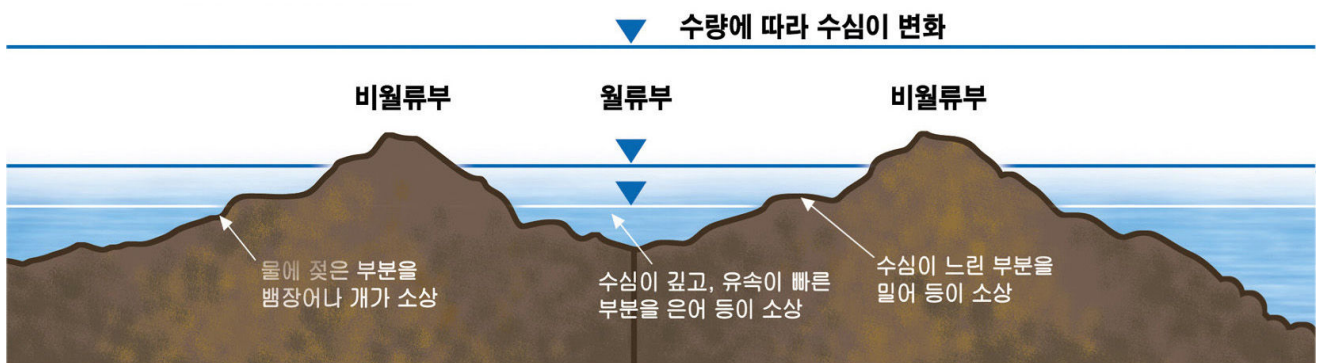 수량에 따라 수심이 변화
비월류부
월류부
비월류부
물에 젖은 부분을
뱀장어나 개가 소상
수심이 깊고, 유속이 빠른
부분을 은어 등이 소상
수심이 느린 부분을
밀어 등이 소상